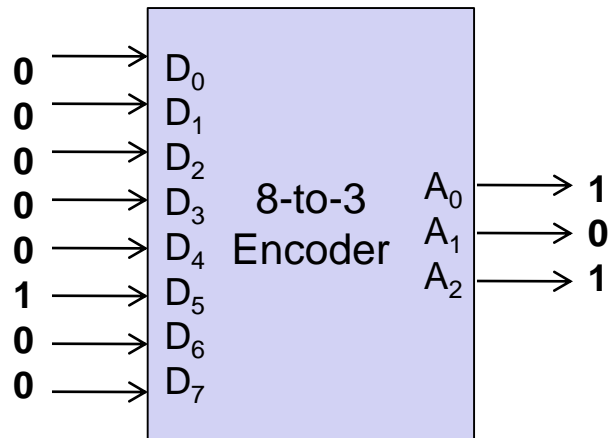 0 D₀
0 D₁
0 D₂
0 D₃
0 D₄
1 D₅
0 D₆
0 D₇
8-to-3
Encoder
A₀ 1
A₁ 0
A₂ 1